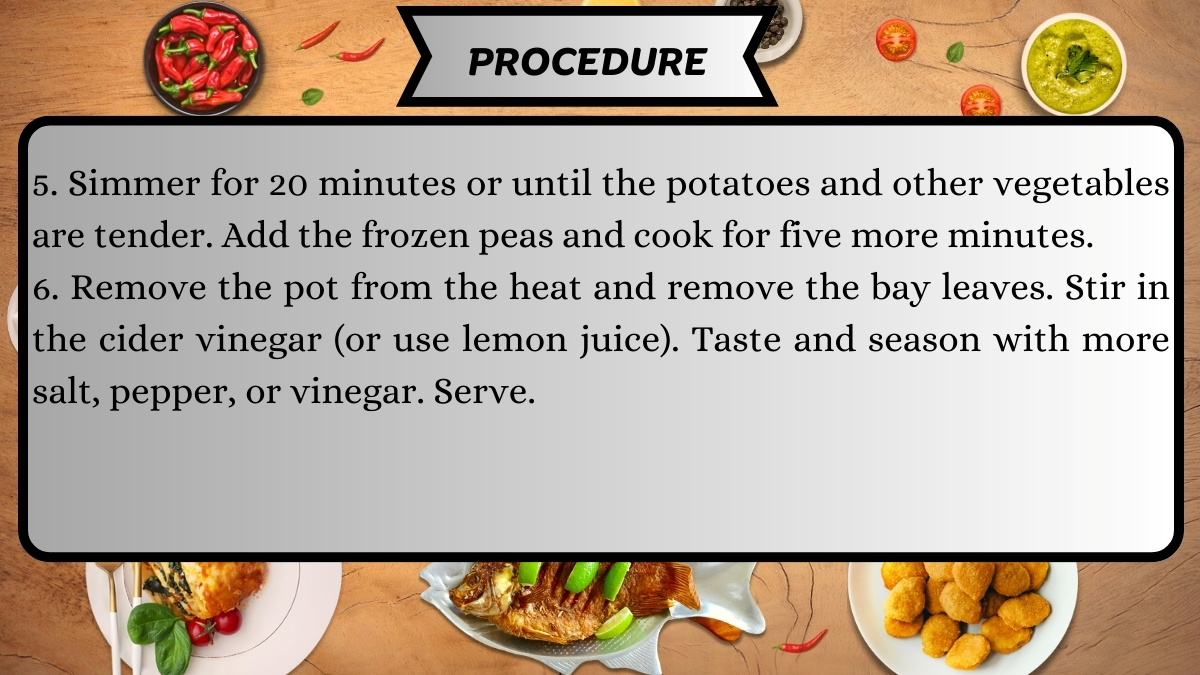 PROCEDURE
5. Simmer for 20 minutes or until the potatoes and other vegetables
are tender. Add the frozen peas and cook for five more minutes.
6. Remove the pot from the heat and remove the bay leaves. Stir in
the cider vinegar (or use lemon juice). Taste and season with more
salt, pepper, or vinegar. Serve.